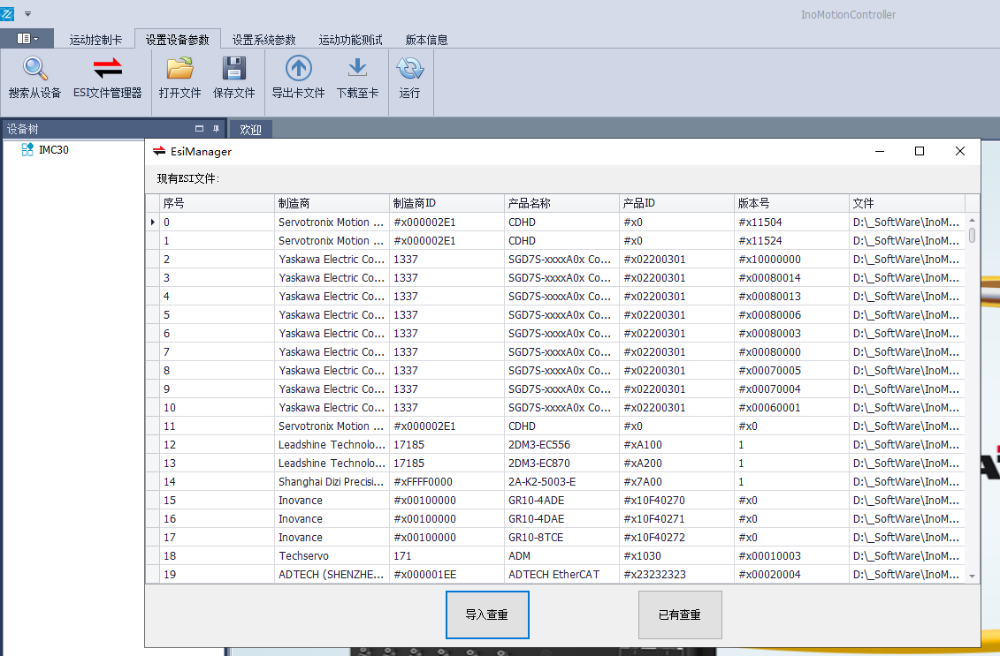 InoMotionController
运动控制卡 设置设备参数 设置系统参数 运动功能测试 版本信息
搜索从设备 ESI文件管理器 打开文件 保存文件 导出卡文件 下载至卡 运行
设备树 欢迎
IMC30
EsiManager
现有ESI文件:
序号 制造商 制造商ID 产品名称 产品ID 版本号 文件
0 Servotronix Motion ... #x000002E1 CDHD #x0 #x11504 D:\_SoftWare\InoM...
1 Servotronix Motion ... #x000002E1 CDHD #x0 #x11524 D:\_SoftWare\InoM...
2 Yaskawa Electric Co... 1337 SGD7S-xxxxA0x Co... #x02200301 #x10000000 D:\_SoftWare\InoM...
3 Yaskawa Electric Co... 1337 SGD7S-xxxxA0x Co... #x02200301 #x00080014 D:\_SoftWare\InoM...
4 Yaskawa Electric Co... 1337 SGD7S-xxxxA0x Co... #x02200301 #x00080013 D:\_SoftWare\InoM...
5 Yaskawa Electric Co... 1337 SGD7S-xxxxA0x Co... #x02200301 #x00080006 D:\_SoftWare\InoM...
6 Yaskawa Electric Co... 1337 SGD7S-xxxxA0x Co... #x02200301 #x00080003 D:\_SoftWare\InoM...
7 Yaskawa Electric Co... 1337 SGD7S-xxxxA0x Co... #x02200301 #x00080000 D:\_SoftWare\InoM...
8 Yaskawa Electric Co... 1337 SGD7S-xxxxA0x Co... #x02200301 #x00070005 D:\_SoftWare\InoM...
9 Yaskawa Electric Co... 1337 SGD7S-xxxxA0x Co... #x02200301 #x00070004 D:\_SoftWare\InoM...
10 Yaskawa Electric Co... 1337 SGD7S-xxxxA0x Co... #x02200301 #x00060001 D:\_SoftWare\InoM...
11 Servotronix Motion ... #x000002E1 CDHD #x0 #x0 D:\_SoftWare\InoM...
12 Leadshine Technolo... 17185 2DM3-EC556 #xA100 1 D:\_SoftWare\InoM...
13 Leadshine Technolo... 17185 2DM3-EC870 #xA200 1 D:\_SoftWare\InoM...
14 Shanghai Dizi Precisi... #xFFFF0000 2A-K2-5003-E #x7A00 1 D:\_SoftWare\InoM...
15 Inovance #x00100000 GR10-4ADE #x10F40270 #x0 D:\_SoftWare\InoM...
16 Inovance #x00100000 GR10-4DAE #x10F40271 #x0 D:\_SoftWare\InoM...
17 Inovance #x00100000 GR10-8TCE #x10F40272 #x0 D:\_SoftWare\InoM...
18 Techservo 171 ADM #x1030 #x00010003 D:\_SoftWare\InoM...
19 ADTECH (SHENZHE... #x000001EE ADTECH EtherCAT #x23232323 #x00020004 D:\_SoftWare\InoM...
导入查重 已有查重